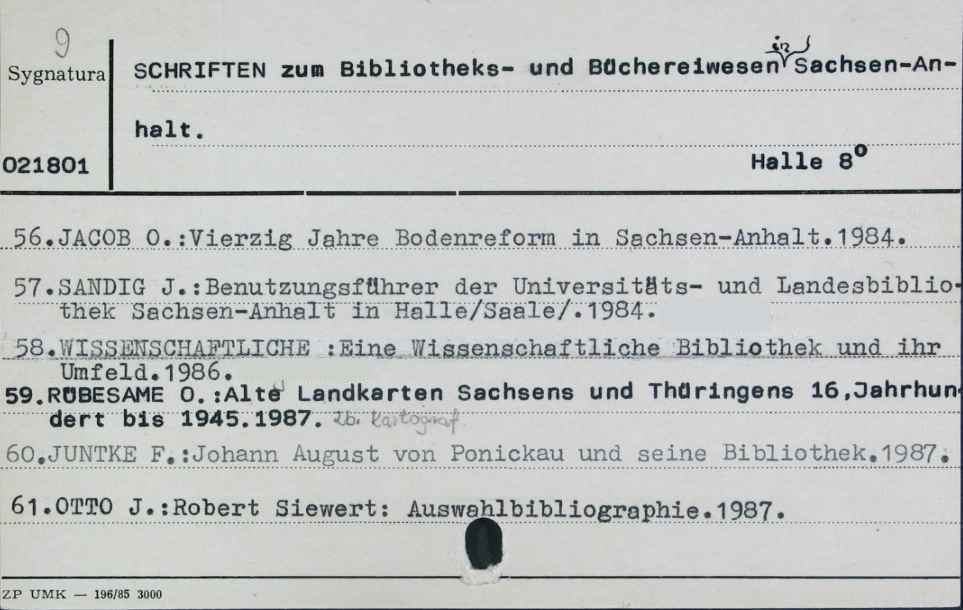 9
Sygnatura
SCHRIFTEN zum Bibliotheks- und Büchereiwesen in Sachsen-An-
halt.
021801
Halle 8°
56.JACOB O.:Vierzig Jahre Bodenreform in Sachsen-Anhalt.1984.
57.SANDIG J.:Benutzungsführer der Universitäts- und Landesbiblio-
thek Sachsen-Anhalt in Halle/Saale/.1984.
58.WISSENSCHAFTLICHE :Eine Wissenschaftliche Bibliothek und ihr
Umfeld.1986.
59.RÜBESAME O.:Alte Landkarten Sachsens und Thüringens 16,Jahrhun-
dert bis 1945.1987. zb. kartograf
60.JUNTKE F.:Johann August von Ponickau und seine Bibliothek.1987.
61.OTTO J.:Robert Siewert: Auswahlbibliographie.1987.
ZP UMK — 196/85 3000